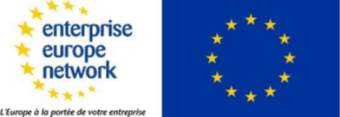 enterprise
europe
network
L'Europe à la portée de votre entreprise